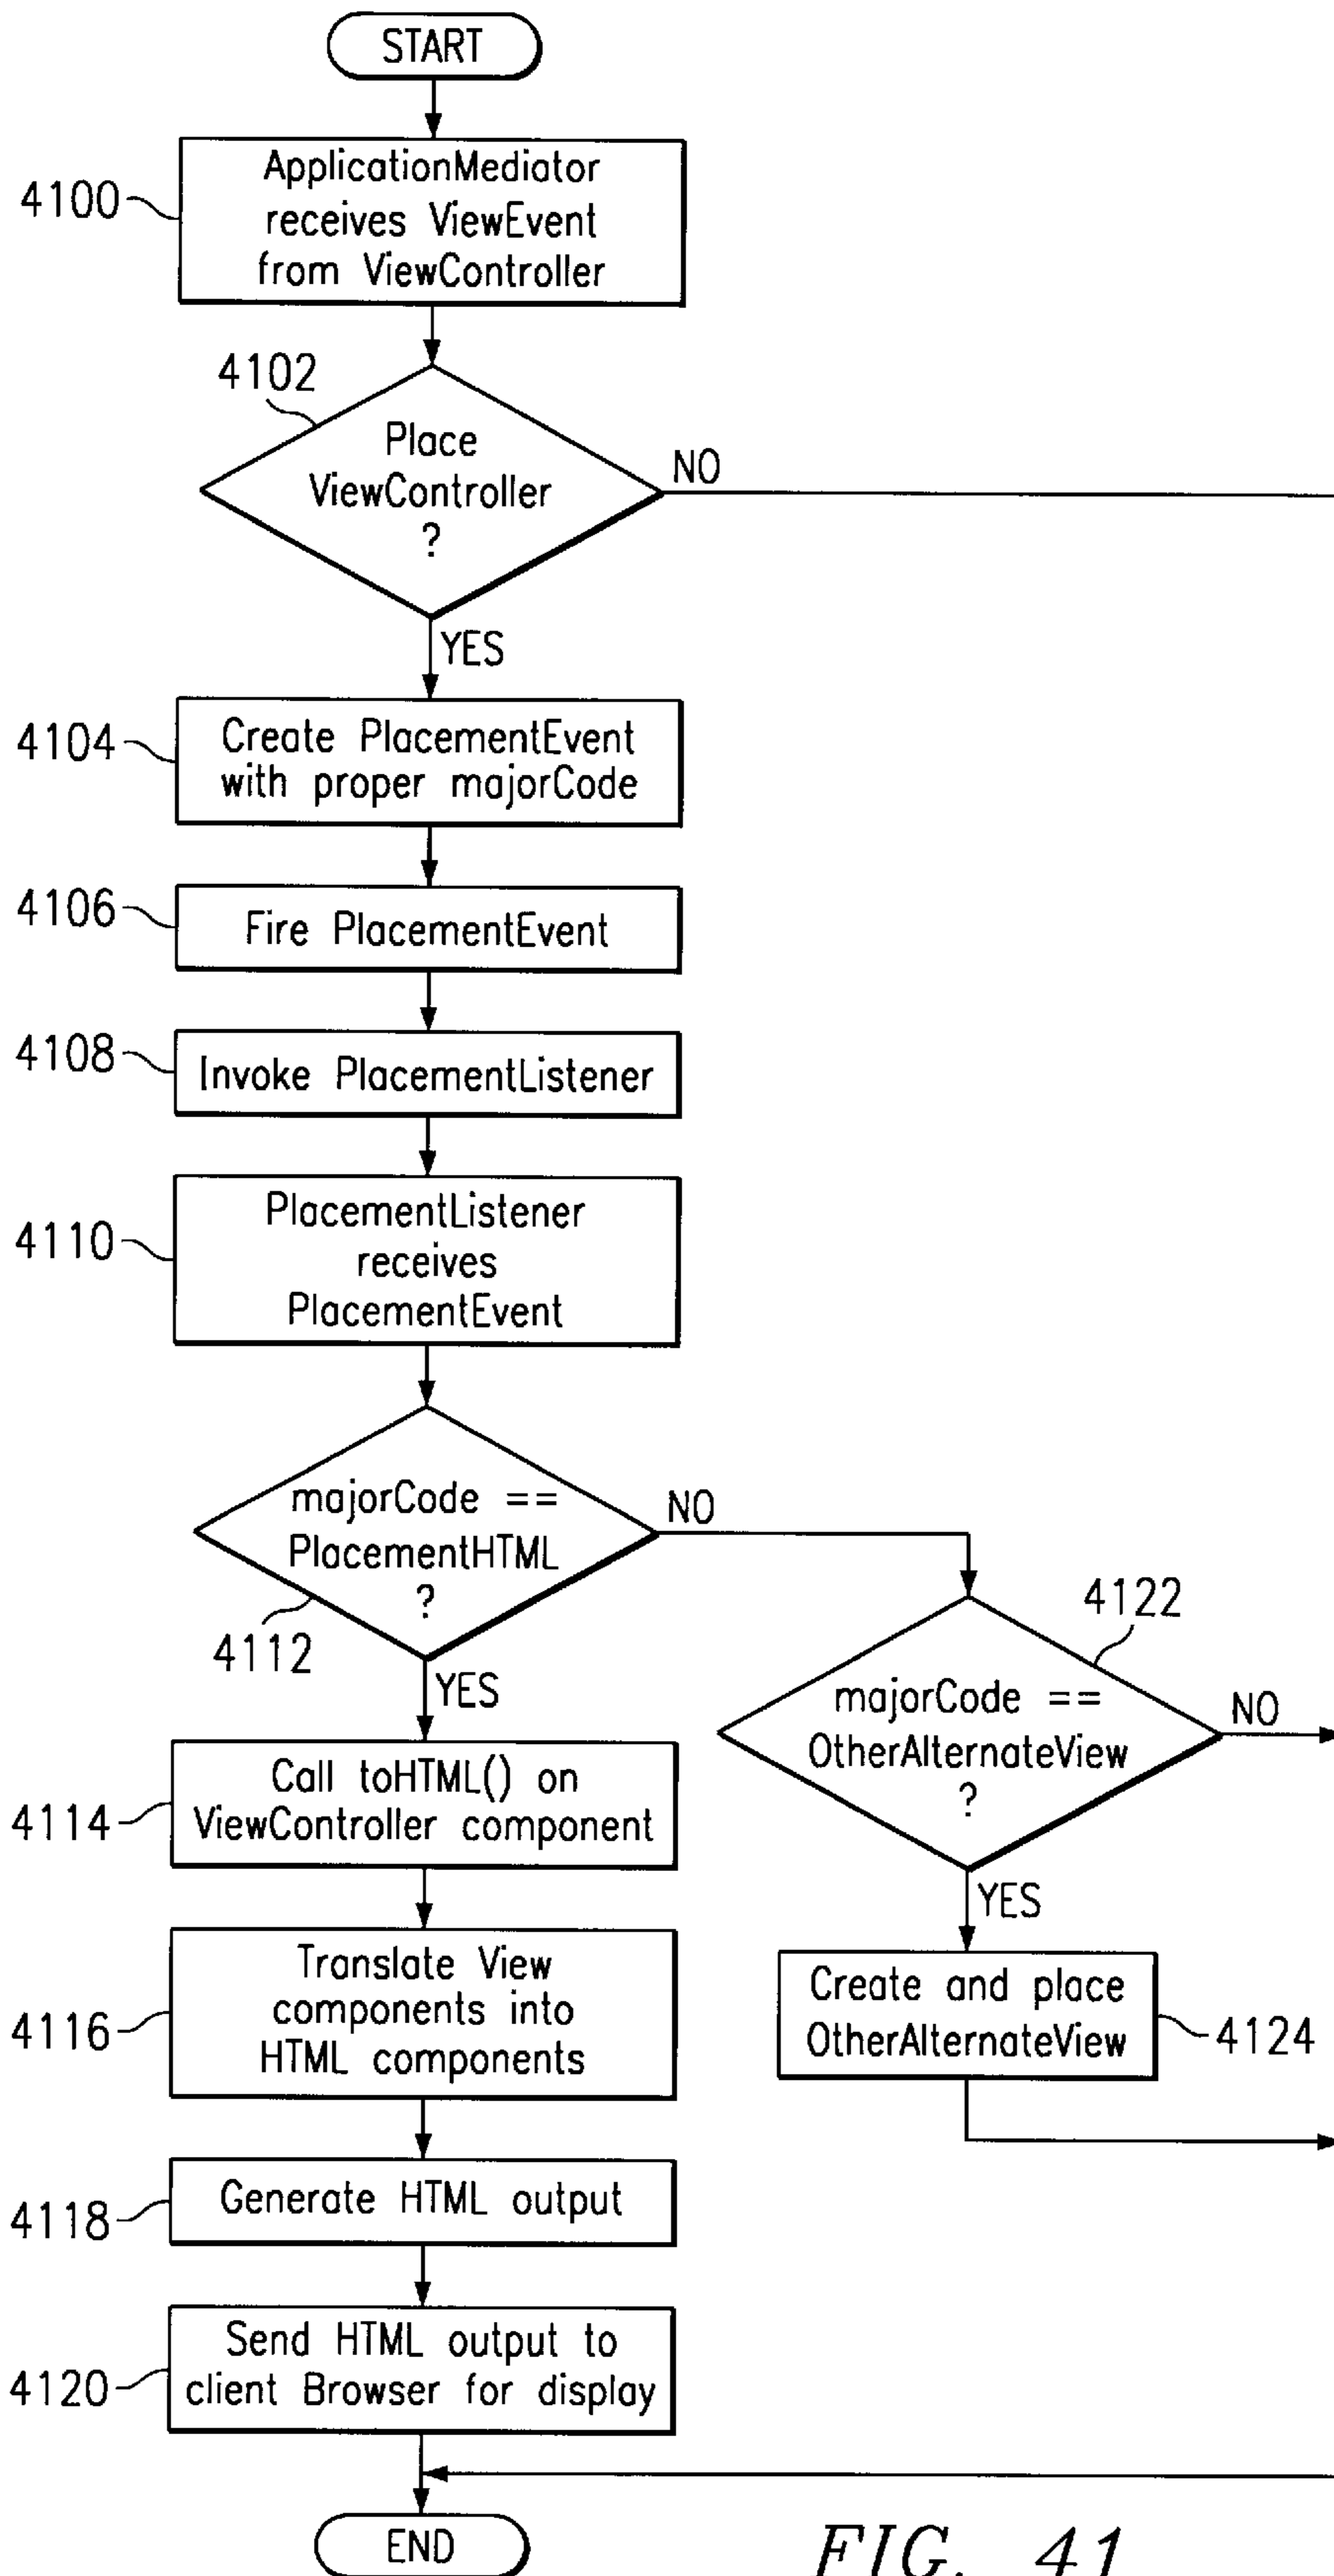 START
4100
ApplicationMediator
receives ViewEvent
from ViewController
4102
Place
ViewController
?
NO
YES
4104
Create PlacementEvent
with proper majorCode
4106
Fire PlacementEvent
4108
Invoke PlacementListener
4110
PlacementListener
receives
PlacementEvent
majorCode ==
PlacementHTML
?
NO
4112
YES
4122
majorCode ==
OtherAlternateView
?
NO
YES
4114
Call toHTML() on
ViewController component
4116
Translate View
components into
HTML components
Create and place
OtherAlternateView
4124
4118
Generate HTML output
4120
Send HTML output to
client Browser for display
END
FIG. 41